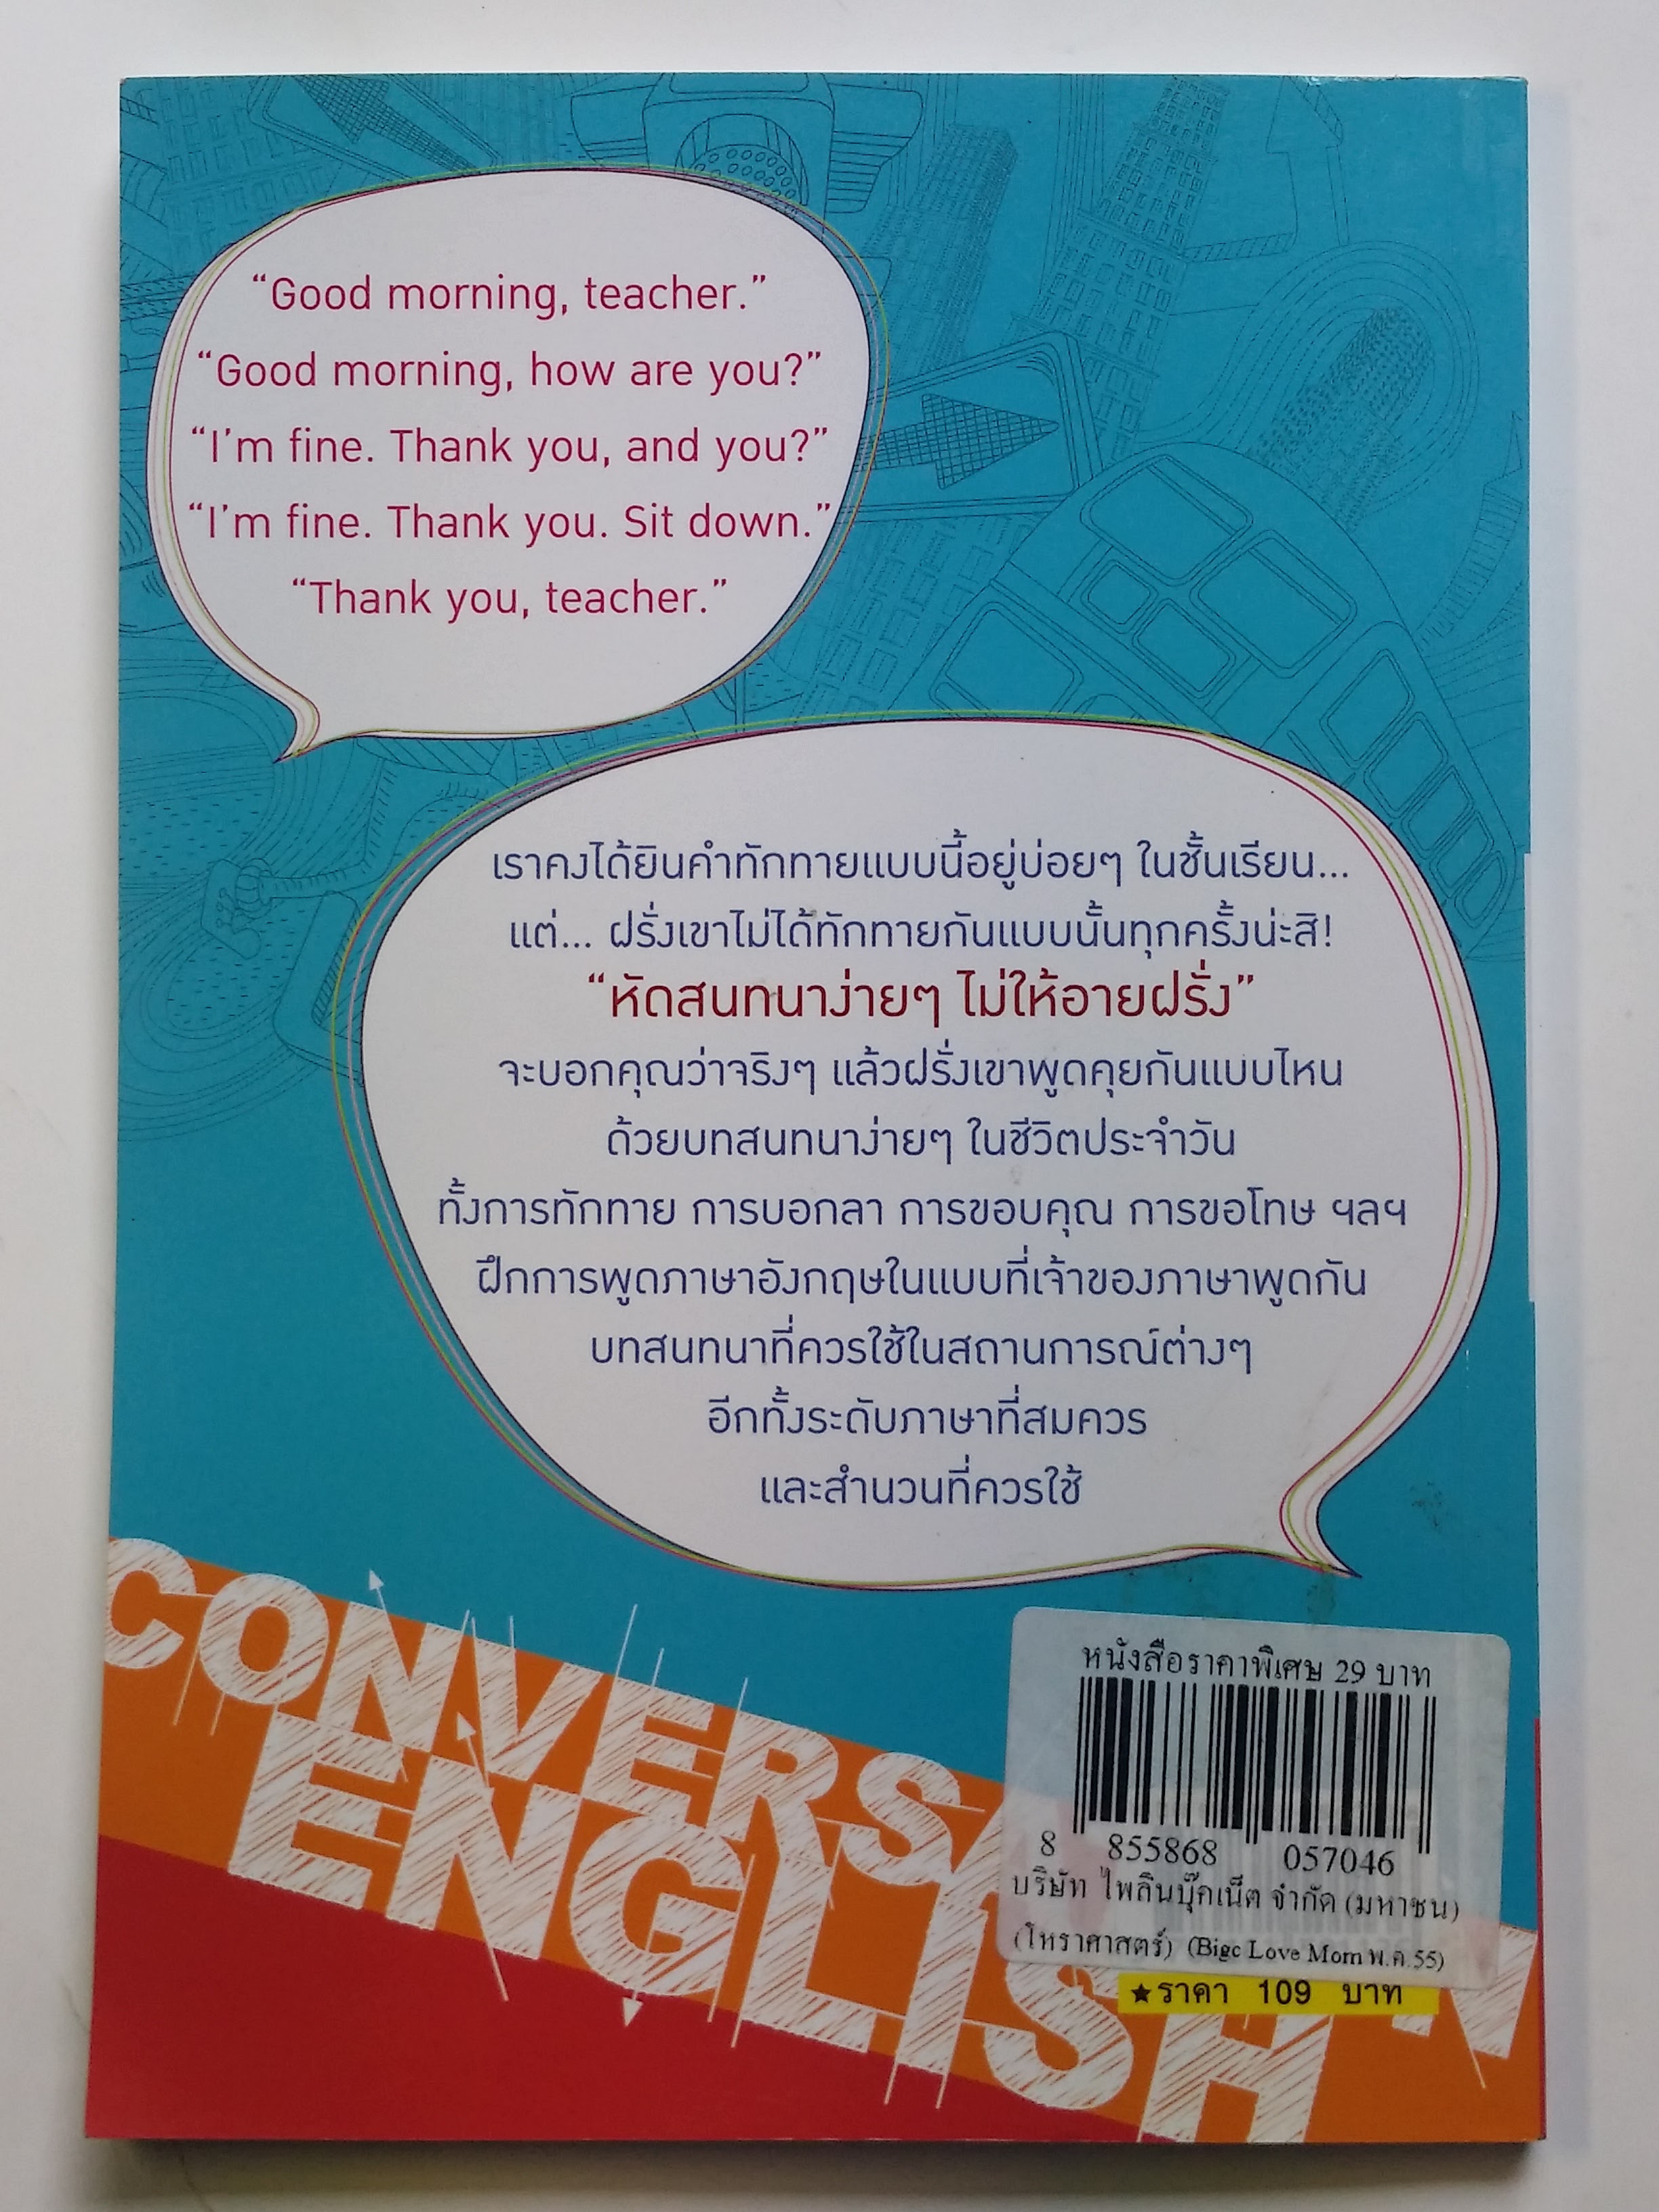 “Good morning, teacher.”
“Good morning, how are you?”
“I’m fine. Thank you, and you?”
“I’m fine. Thank you. Sit down.”
“Thank you, teacher.”
เราคงได้ยินคำทักทายแบบนี้อยู่บ่อยๆ ในชั้นเรียน...
แต่... ฝรั่งเขาไม่ได้ทักทายกันแบบนั้นทุกครั้งน่ะสิ!
“หัดสนทนาง่ายๆ ไม่ให้อายฝรั่ง”
จะบอกคุณว่าจริงๆ แล้วฝรั่งเขาพูดคุยกันแบบไหน
ด้วยบทสนทนาง่ายๆ ในชีวิตประจำวัน
ทั้งการทักทาย การบอกลา การขอบคุณ การขอโทษ ฯลฯ
ฝึกการพูดภาษาอังกฤษในแบบที่เจ้าของภาษาพูดกัน
บทสนทนาที่ควรใช้ในสถานการณ์ต่างๆ
อีกทั้งระดับภาษาที่สมควร
และสำนวนที่ควรใช้
CONVERSA N
ENGLISH
หนังสือราคาพิเศษ 29 บาท
8 855868 057046
บริษัท ไพลินบุ๊คเน็ต จำกัด (มหาชน)
(โหราศาสตร์) (Bigc Love Mom พ.ค.55)
★ราคา 109 บาท